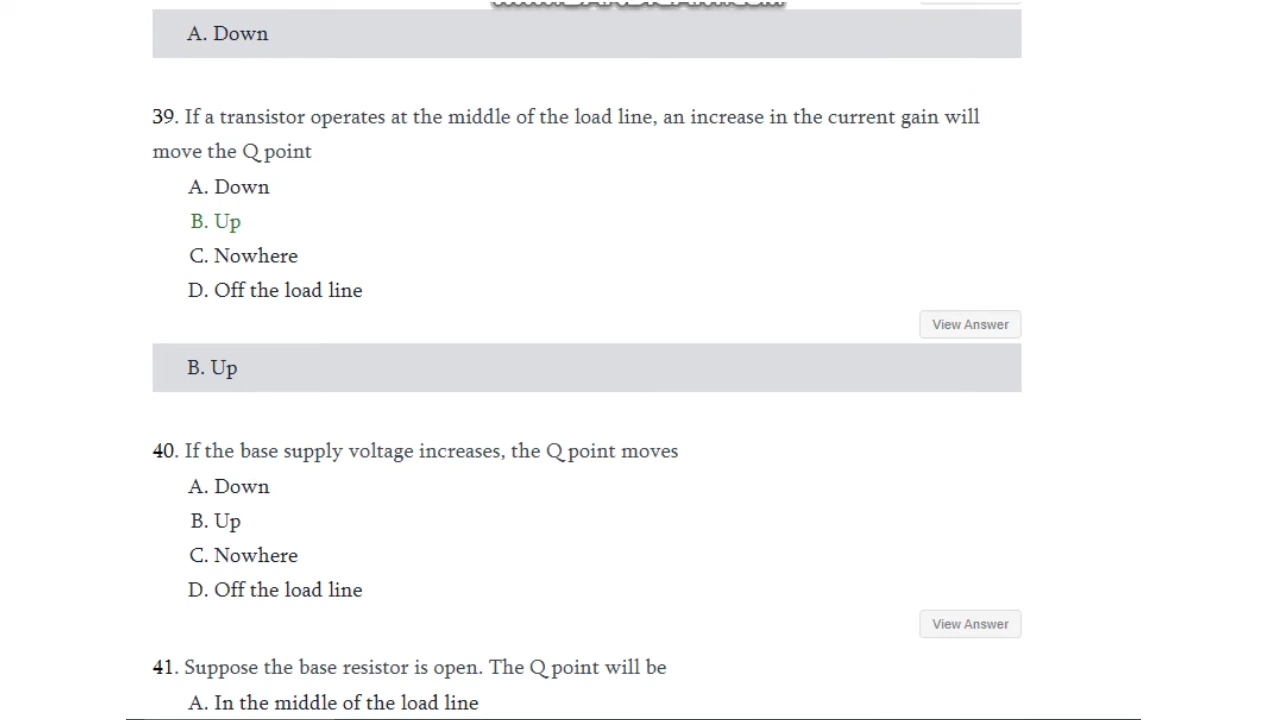 A. Down
39. If a transistor operates at the middle of the load line, an increase in the current gain will
move the Q point
A. Down
B. Up
C. Nowhere
D. Off the load line
View Answer
B. Up
40. If the base supply voltage increases, the Q point moves
A. Down
B. Up
C. Nowhere
D. Off the load line
View Answer
41. Suppose the base resistor is open. The Q point will be
A. In the middle of the load line